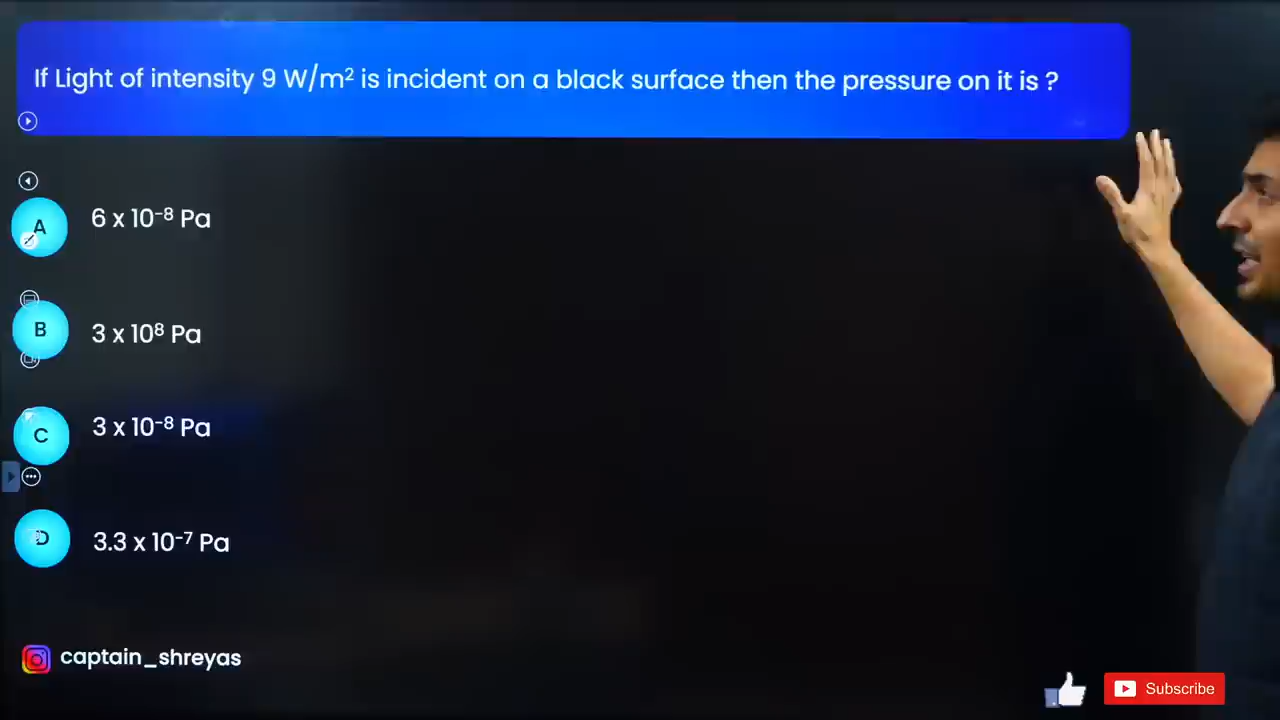 If Light of intensity 9 W/m² is incident on a black surface then the pressure on it is ?
A 6 x 10⁻⁸ Pa
B 3 x 10⁸ Pa
C 3 x 10⁻⁸ Pa
D 3.3 x 10⁻⁷ Pa
captain_shreyas
Subscribe